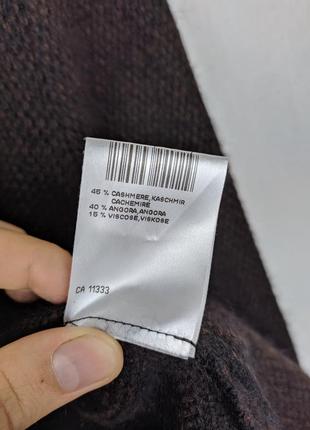 45 % CASHMERE,KASCHMIR
CACHEMIRE
40 % ANGORA,ANGORA
15 % VISCOSE,VISKOSE
CA 11333